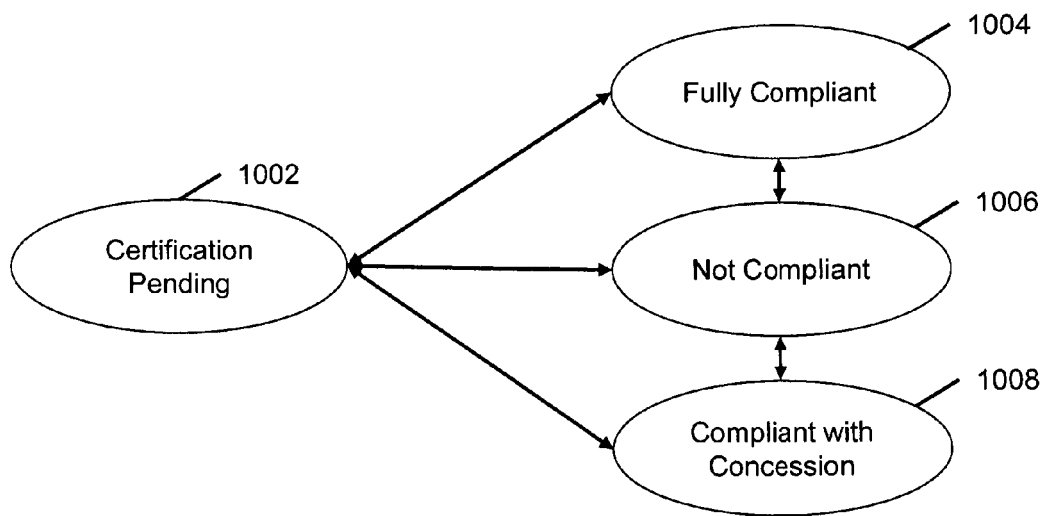 1004
Fully Compliant
1002
Certification
Pending
1006
Not Compliant
1008
Compliant with
Concession